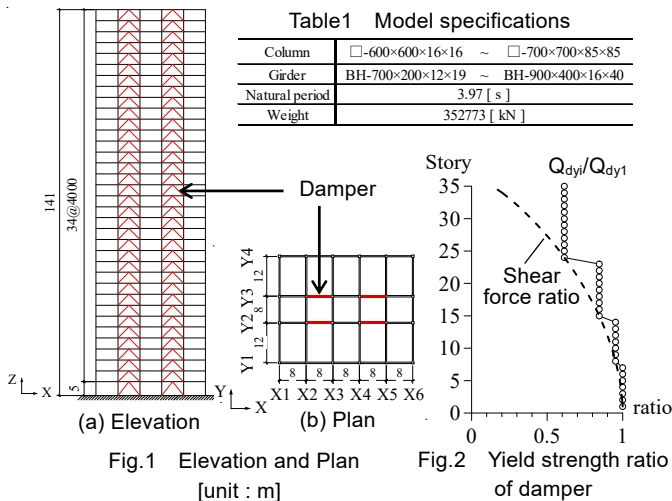 Table1 Model specifications
Column □-600×600×16×16 ~ □-700×700×85×85
Girder BH-700×200×12×19 ~ BH-900×400×16×40
Natural period 3.97 [ s ]
Weight 352773 [ kN ]
141
34@4000
5
Z
X
(a) Elevation
Damper
Y4
12
Y3
8
Y2
12
Y1
8 8 8 8 8
X1 X2 X3 X4 X5 X6
Y
X
(b) Plan
Fig.1 Elevation and Plan
[unit : m]
Story
Q_dyi/Q_dy1
35
30
25
20
15
10
5
0
Shear
force ratio
0 0.5 1
ratio
Fig.2 Yield strength ratio
of damper